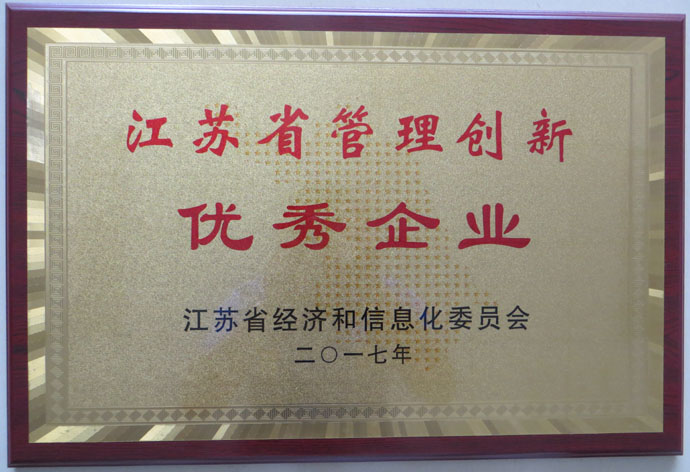 江苏省管理创新
优秀企业
江苏省经济和信息化委员会
二〇一七年